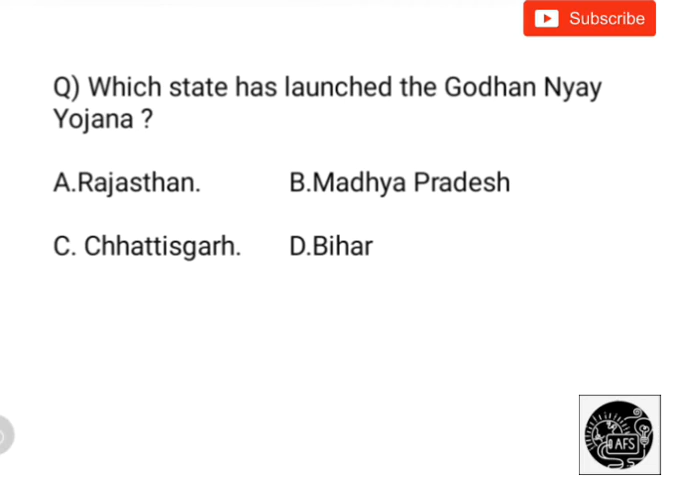 Subscribe
Q) Which state has launched the Godhan Nyay
Yojana ?
A.Rajasthan. B.Madhya Pradesh
C. Chhattisgarh. D.Bihar
AFS